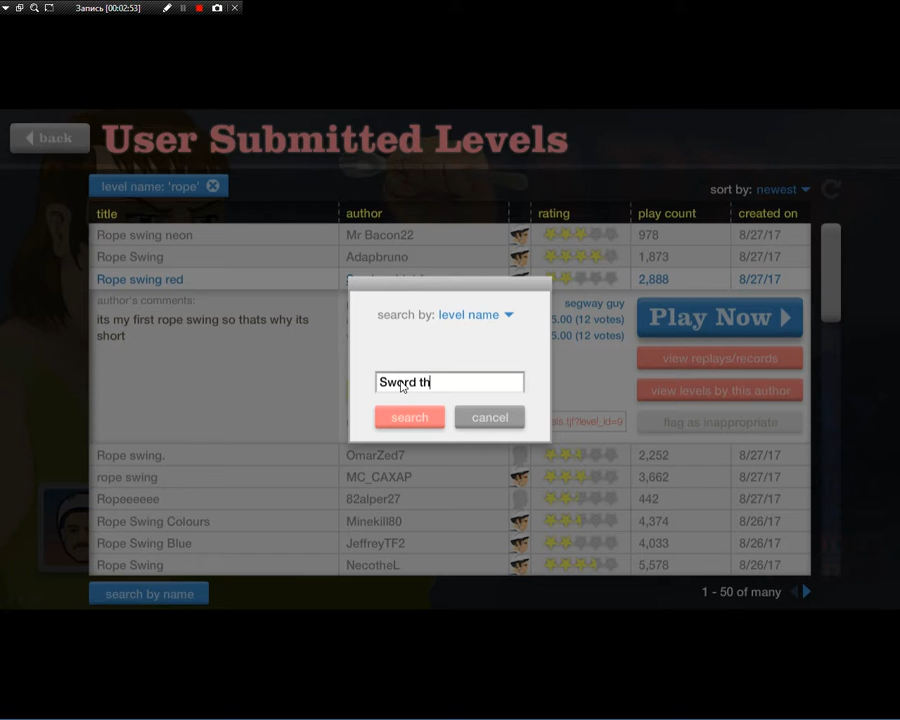 Запись [00:02:53]
back
User Submitted Levels
level name: 'rope'
sort by: newest
title author rating play count created on
Rope swing neon Mr Bacon22 978 8/27/17
Rope Swing Adapbruno 1,873 8/27/17
Rope swing red 2,888 8/27/17
author's comments:
its my first rope swing so thats why its
short
segway guy
5.00 (12 votes)
5.00 (12 votes)
Play Now
view replays/records
view levels by this author
flag as inappropriate
els.tjf?level_id=9
search by: level name
Sword th
search cancel
Rope swing. OmarZed7 2,252 8/27/17
rope swing MC_CAXAP 3,662 8/27/17
Ropeeeeee 82alper27 442 8/27/17
Rope Swing Colours Minekill80 4,374 8/26/17
Rope Swing Blue JeffreyTF2 4,033 8/26/17
Rope Swing NecotheL 5,578 8/26/17
search by name
1 - 50 of many